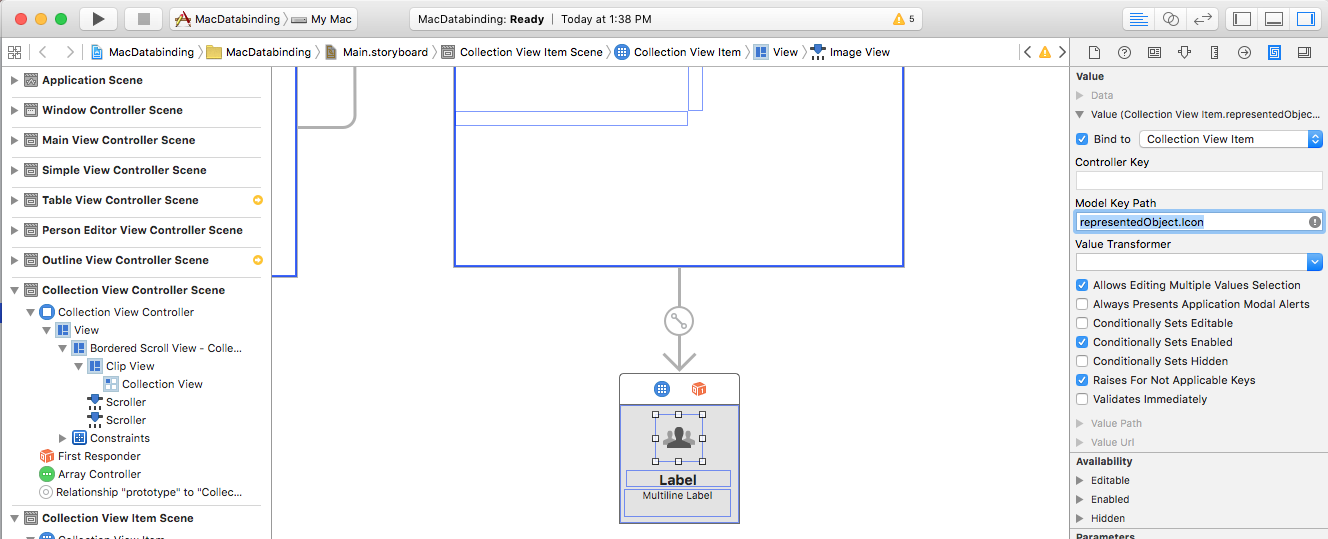 MacDatabinding
My Mac
MacDatabinding: Ready | Today at 1:38 PM
5
MacDatabinding
MacDatabinding
Main.storyboard
Collection View Item Scene
Collection View Item
View
Image View
Application Scene
Window Controller Scene
Main View Controller Scene
Simple View Controller Scene
Table View Controller Scene
Person Editor View Controller Scene
Outline View Controller Scene
Collection View Controller Scene
Collection View Controller
View
Bordered Scroll View - Colle...
Clip View
Collection View
Scroller
Scroller
Constraints
First Responder
Array Controller
Relationship "prototype" to "Collec...
Collection View Item Scene
Collection View Item
Label
Multiline Label
Value
Data
Value (Collection View Item.representedObjec...
Bind to
Collection View Item
Controller Key
Model Key Path
representedObject.Icon
Value Transformer
Allows Editing Multiple Values Selection
Always Presents Application Modal Alerts
Conditionally Sets Editable
Conditionally Sets Enabled
Conditionally Sets Hidden
Raises For Not Applicable Keys
Validates Immediately
Value Path
Value Url
Availability
Editable
Enabled
Hidden
Parameters